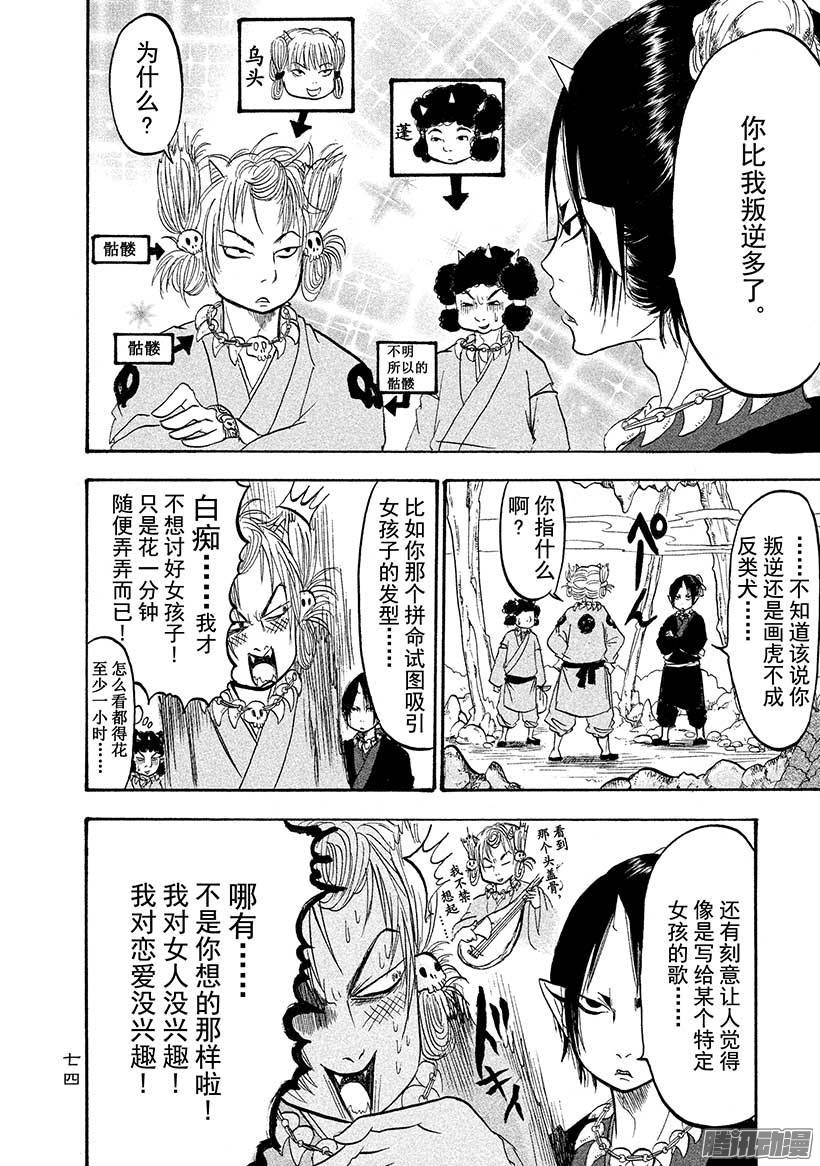 你比我叛逆多了。
蓬
乌头
为什么？
骷髅
骷髅
不明
所以的
骷髅
……不知道该说你
叛逆还是画虎不成
反类犬……
ペーん
你指什么
啊？
比如你那个拼命试图吸引
女孩子的发型……
白痴……我才
不想讨好女孩子！
只是花一分钟
随便弄弄而已！
怎么看都得花
至少一小时……
还有刻意让人觉得
像是写给某个特定
女孩的歌……
看到
那个头盖骨，
我不禁
想起……
ドキ
哪有……
不是你想的那样啦！
我对女人没兴趣！
我对恋爱没兴趣！
七四
腾讯动漫